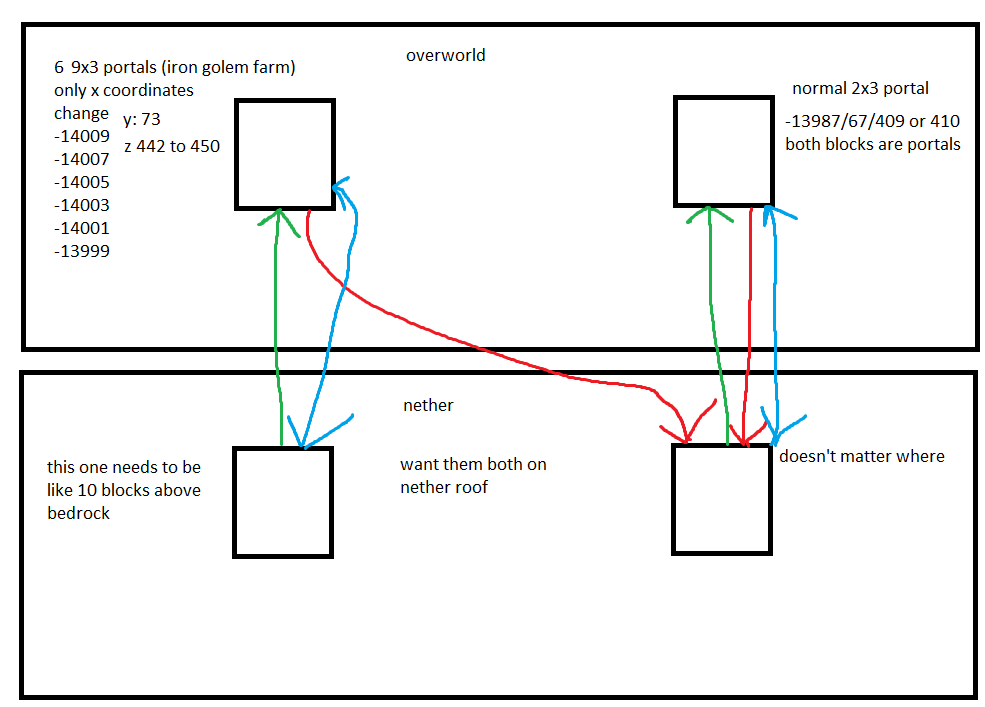 overworld
6 9x3 portals (iron golem farm)
only x coordinates
change
-14009
-14007
-14005
-14003
-14001
-13999
y: 73
z 442 to 450
normal 2x3 portal
-13987/67/409 or 410
both blocks are portals
nether
this one needs to be
like 10 blocks above
bedrock
want them both on
nether roof
doesn't matter where